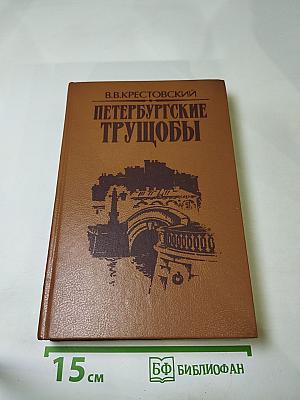 В.В.КРЕСТОВСКИЙ
ПЕТЕРБУРГСКИЕ
ТРУЩОБЫ
15 см
БФ БИБЛИОФАН